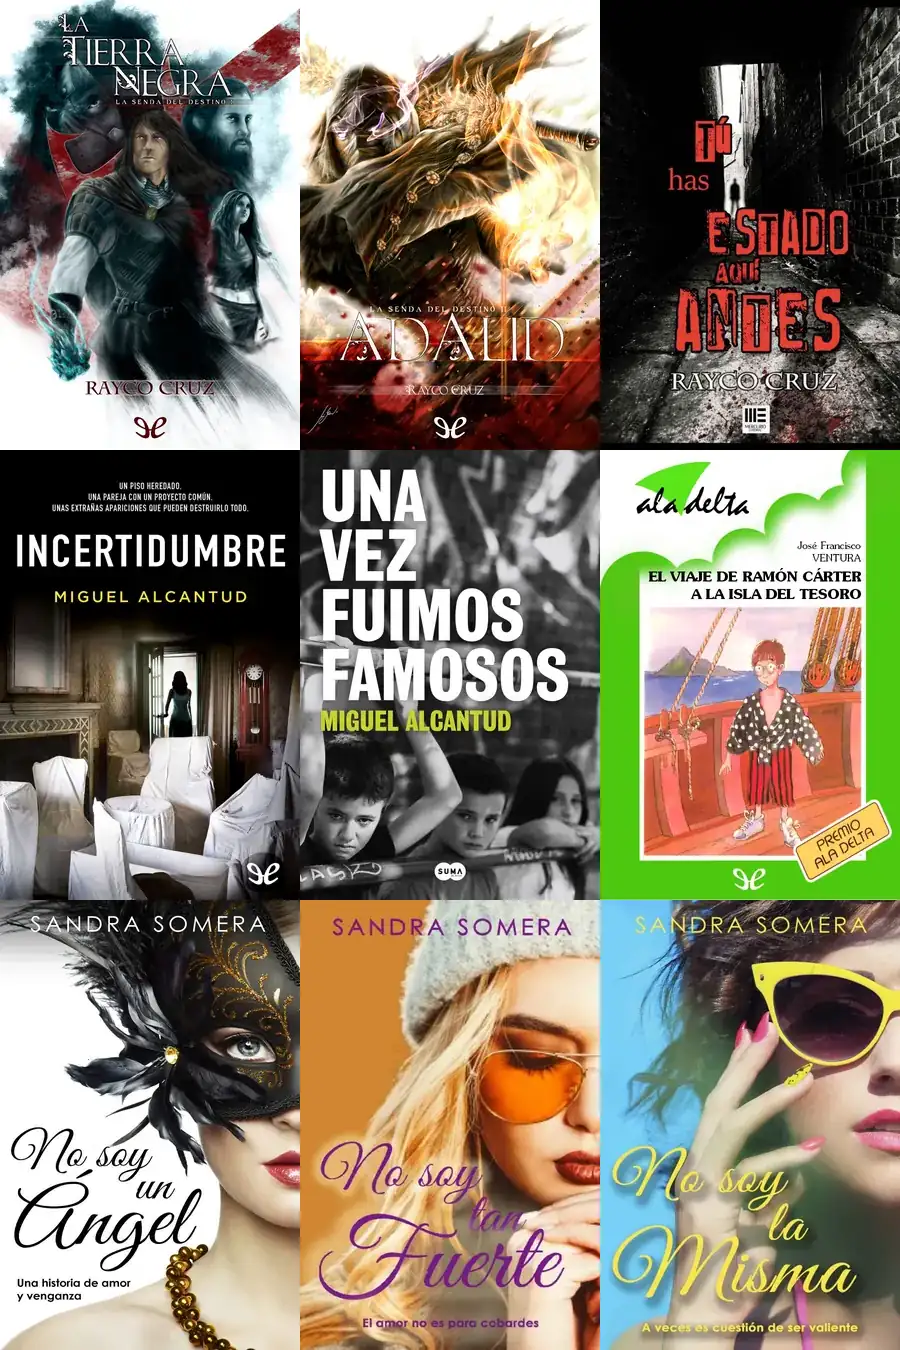 LA
TIERRA
NEGRA
LA SENDA DEL DESTINO I
RAYCO CRUZ
LA SENDA DEL DESTINO II
ADALID
RAYCO CRUZ
TÚ
has
ESTADO
AQUÍ
ANTES
RAYCO CRUZ
ME
MERCURIO
UN PISO HEREDADO.
UNA PAREJA CON UN PROYECTO COMÚN.
UNAS EXTRAÑAS APARICIONES QUE PUEDEN DESTRUIRLO TODO.
INCERTIDUMBRE
MIGUEL ALCANTUD
UNA
VEZ
FUIMOS
FAMOSOS
MIGUEL ALCANTUD
SUMA
ala delta
José Francisco
VENTURA
EL VIAJE DE RAMÓN CÁRTER
A LA ISLA DEL TESORO
PREMIO
ALA DELTA
SANDRA SOMERA
No soy
un
Ángel
Una historia de amor
y venganza
SANDRA SOMERA
No soy
tan
Fuerte
El amor no es para cobardes
SANDRA SOMERA
No soy
la
Misma
A veces es cuestión de ser valiente